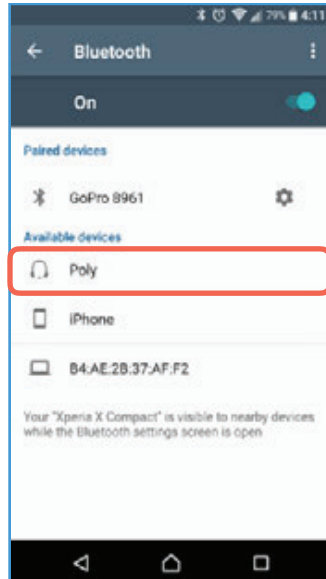 79% 4:11
Bluetooth
On
Paired devices
GoPro 8961
Available devices
Poly
iPhone
B4:AE:2B:37:AF:F2
Your "Xperia X Compact" is visible to nearby devices
while the Bluetooth settings screen is open